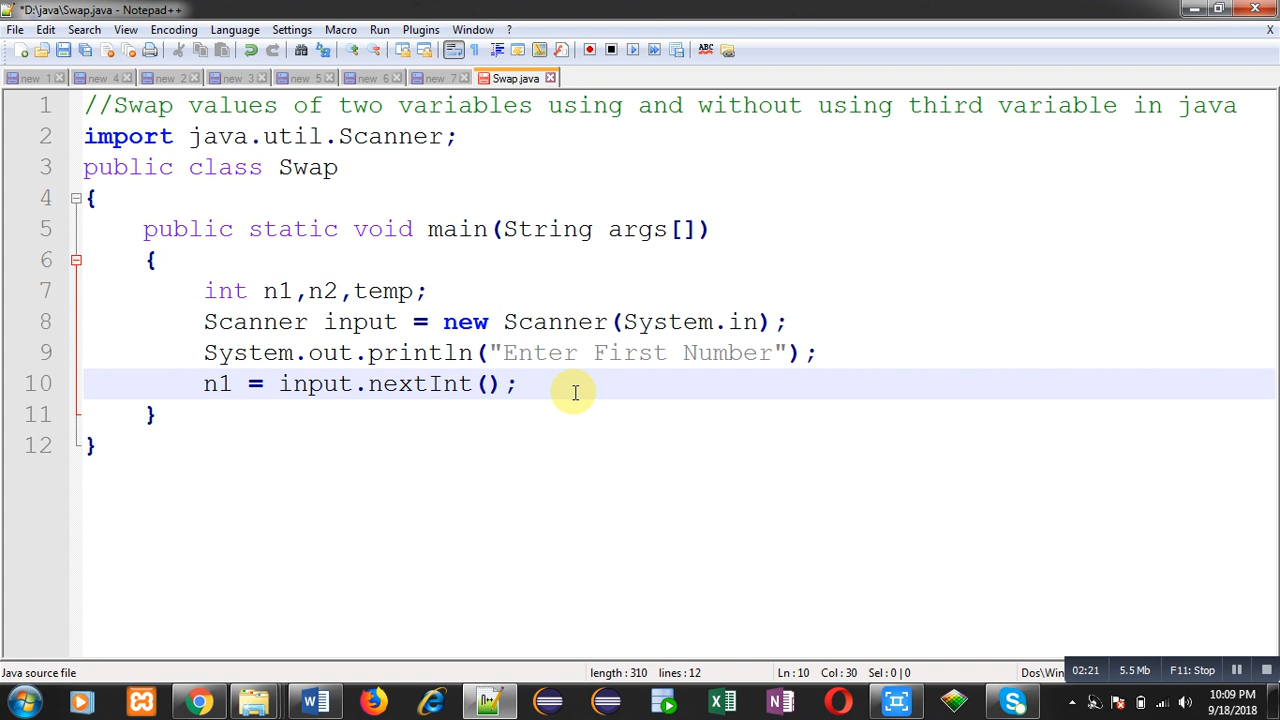 *D:\java\Swap.java - Notepad++
File Edit Search View Encoding Language Settings Macro Run Plugins Window ? X
new 1 new 4 new 2 new 3 new 5 new 6 new 7 Swap.java
1 //Swap values of two variables using and without using third variable in java
2 import java.util.Scanner;
3 public class Swap
4 {
5 public static void main(String args[])
6 {
7 int n1,n2,temp;
8 Scanner input = new Scanner(System.in);
9 System.out.println("Enter First Number");
10 n1 = input.nextInt();
11 }
12 }
Java source file length : 310 lines : 12 Ln : 10 Col : 30 Sel : 0 | 0 Dos\Win 02:21 5.5 Mb F11: Stop
10:09 PM
9/18/2018